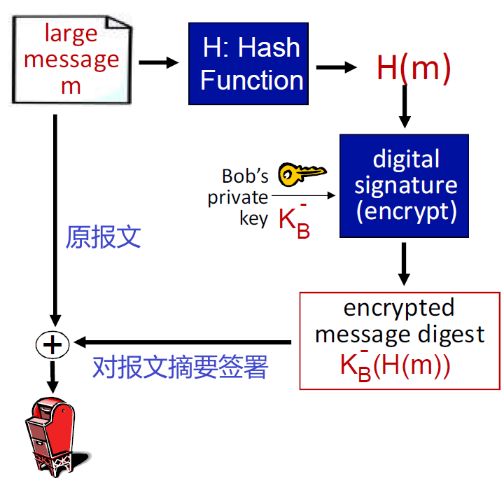 large
message
m
H: Hash
Function
H(m)
digital
signature
(encrypt)
Bob's
private
key K_B^-
原报文
encrypted
message digest
K_B^-(H(m))
+
对报文摘要签署